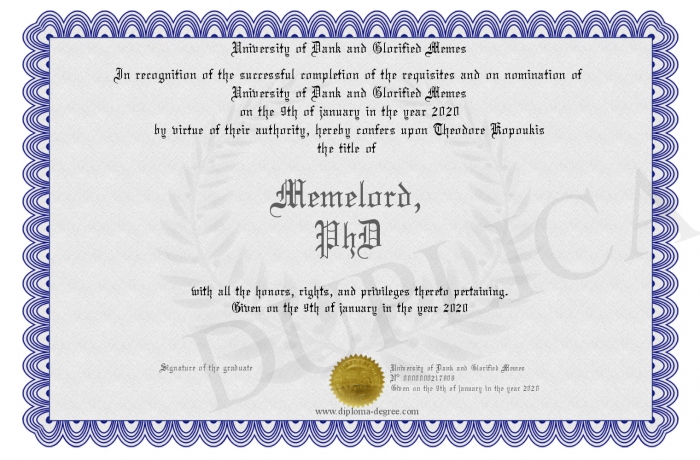 University of Dank and Glorified Memes
In recognition of the successful completion of the requisites and on nomination of
University of Dank and Glorified Memes
on the 9th of january in the year 2020
by virtue of their authority, hereby confers upon Theodore Kopoukis
the title of
Memelord,
PhD
with all the honors, rights, and privileges thereto pertaining.
Given on the 9th of january in the year 2020
DUPLICA
Signature of the graduate
University of Dank and Glorified Memes
Given on the 9th of january in the year 2020
www.diploma-degree.com